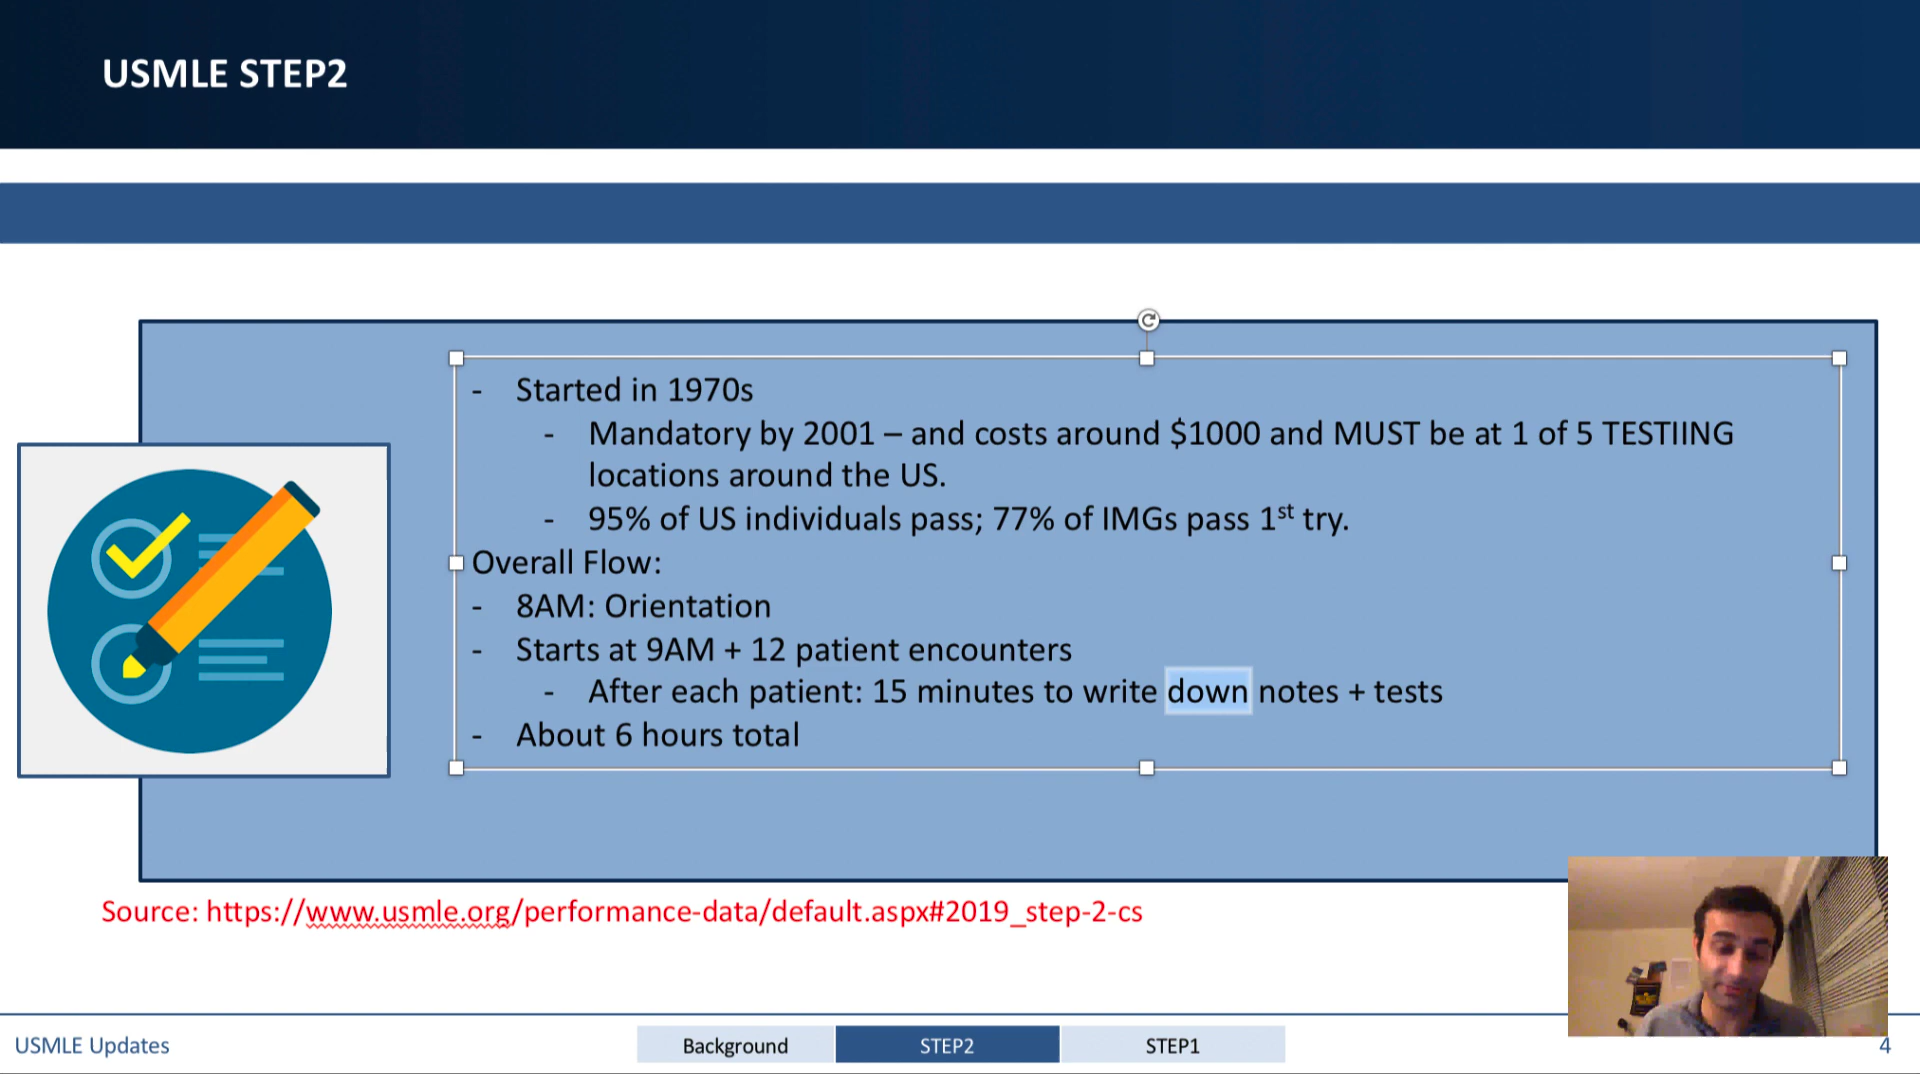 USMLE STEP2
- Started in 1970s
- Mandatory by 2001 – and costs around $1000 and MUST be at 1 of 5 TESTIING
locations around the US.
- 95% of US individuals pass; 77% of IMGs pass 1st try.
Overall Flow:
- 8AM: Orientation
- Starts at 9AM + 12 patient encounters
- After each patient: 15 minutes to write down notes + tests
- About 6 hours total
Source: https://www.usmle.org/performance-data/default.aspx#2019_step-2-cs
USMLE Updates
Background
STEP2
STEP1
4